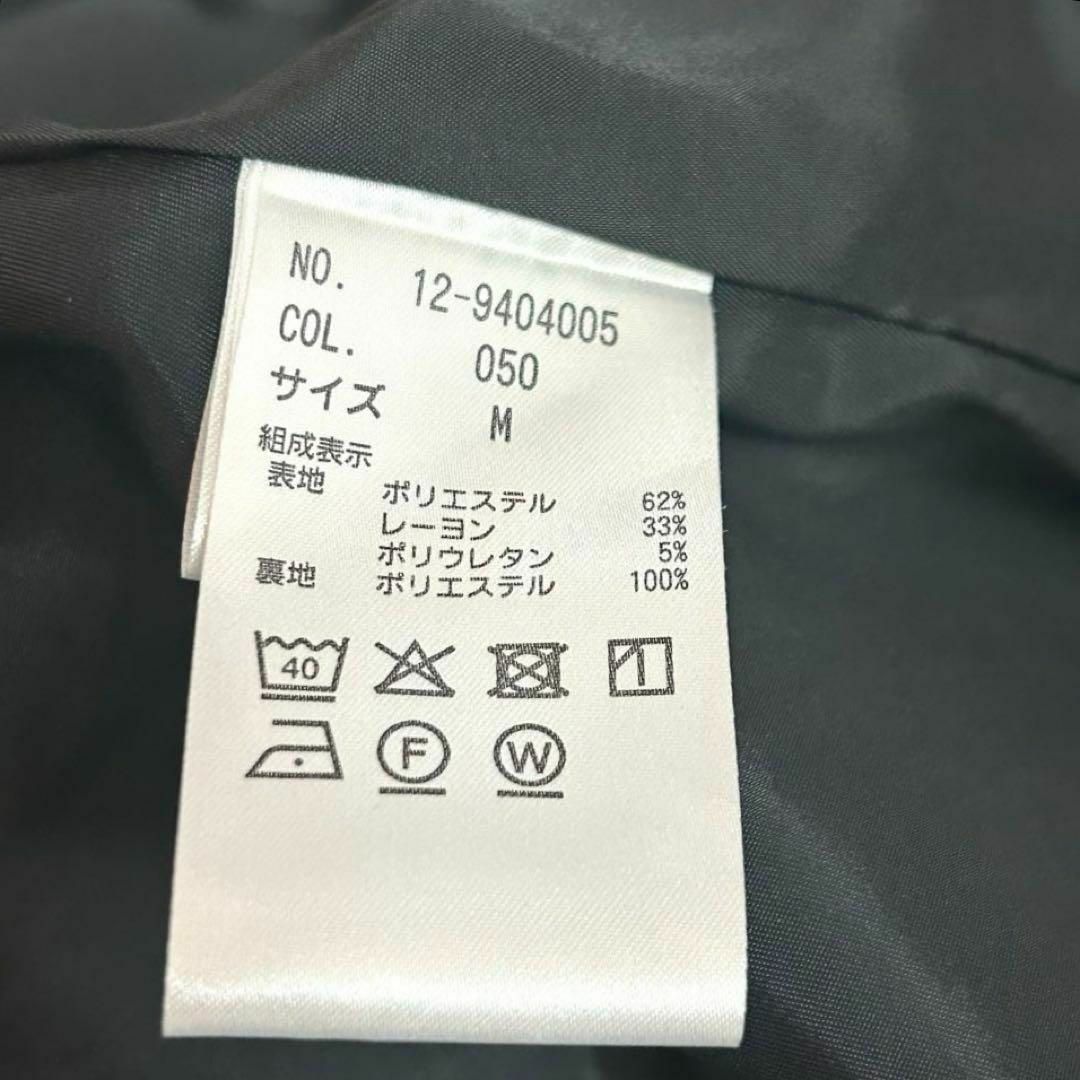 NO. 12-9404005
COL. 050
サイズ M
組成表示
表地 ポリエステル 62%
レーヨン 33%
ポリウレタン 5%
裏地 ポリエステル 100%
40
F W